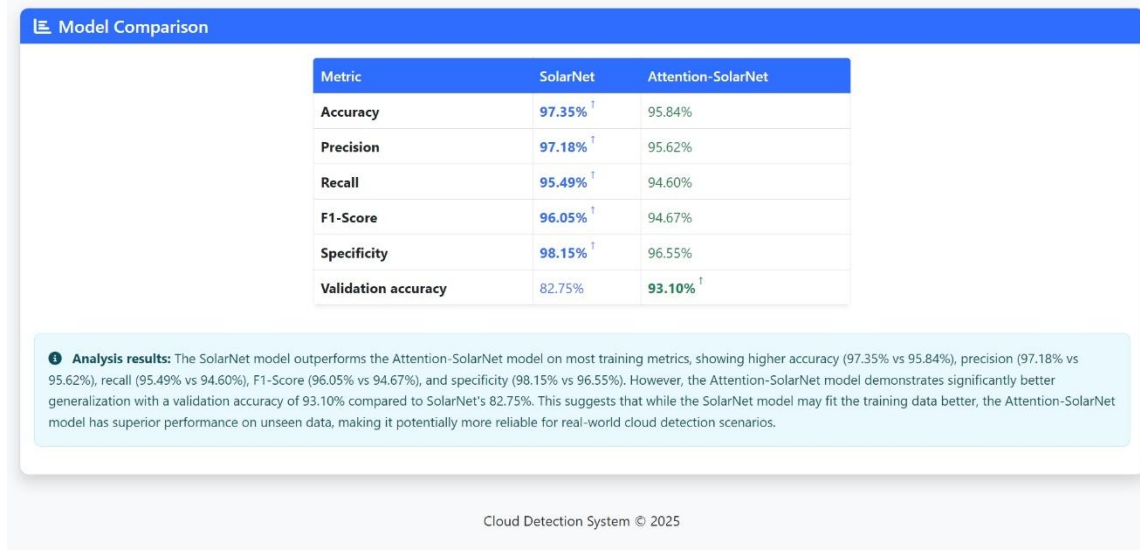 Model Comparison
Metric SolarNet Attention-SolarNet
Accuracy 97.35% ↑ 95.84%
Precision 97.18% ↑ 95.62%
Recall 95.49% ↑ 94.60%
F1-Score 96.05% ↑ 94.67%
Specificity 98.15% ↑ 96.55%
Validation accuracy 82.75% 93.10% ↑
Analysis results: The SolarNet model outperforms the Attention-SolarNet model on most training metrics, showing higher accuracy (97.35% vs 95.84%), precision (97.18% vs
95.62%), recall (95.49% vs 94.60%), F1-Score (96.05% vs 94.67%), and specificity (98.15% vs 96.55%). However, the Attention-SolarNet model demonstrates significantly better
generalization with a validation accuracy of 93.10% compared to SolarNet's 82.75%. This suggests that while the SolarNet model may fit the training data better, the Attention-SolarNet
model has superior performance on unseen data, making it potentially more reliable for real-world cloud detection scenarios.
Cloud Detection System © 2025